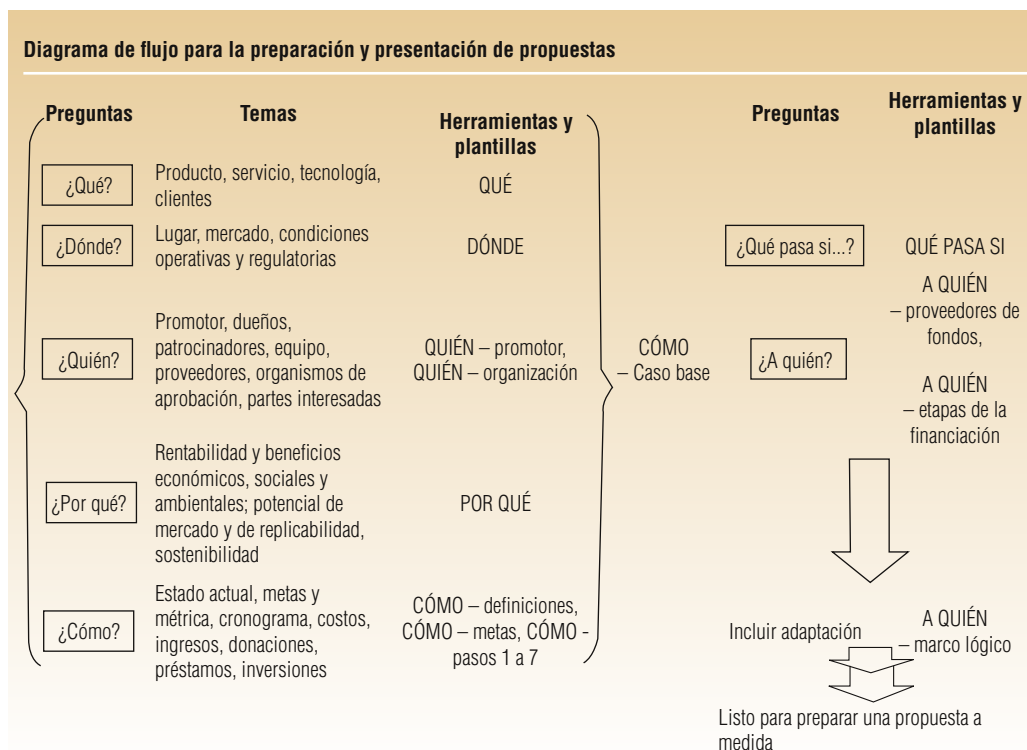 Diagrama de flujo para la preparación y presentación de propuestas
Preguntas
Temas
Herramientas y
plantillas
¿Qué?
Producto, servicio, tecnología,
clientes
QUÉ
¿Dónde?
Lugar, mercado, condiciones
operativas y regulatorias
DÓNDE
¿Quién?
Promotor, dueños,
patrocinadores, equipo,
proveedores, organismos de
aprobación, partes interesadas
QUIÉN – promotor,
QUIÉN – organización
¿Por qué?
Rentabilidad y beneficios
económicos, sociales y
ambientales; potencial de
mercado y de replicabilidad,
sostenibilidad
POR QUÉ
¿Cómo?
Estado actual, metas y
métrica, cronograma, costos,
ingresos, donaciones,
préstamos, inversiones
CÓMO – definiciones,
CÓMO – metas, CÓMO -
pasos 1 a 7
CÓMO
– Caso base
Preguntas
Herramientas y
plantillas
¿Qué pasa si...?
QUÉ PASA SI
¿A quién?
A QUIÉN
– proveedores de
fondos,
A QUIÉN
– etapas de la
financiación
Incluir adaptación
A QUIÉN
– marco lógico
Listo para preparar una propuesta a
medida